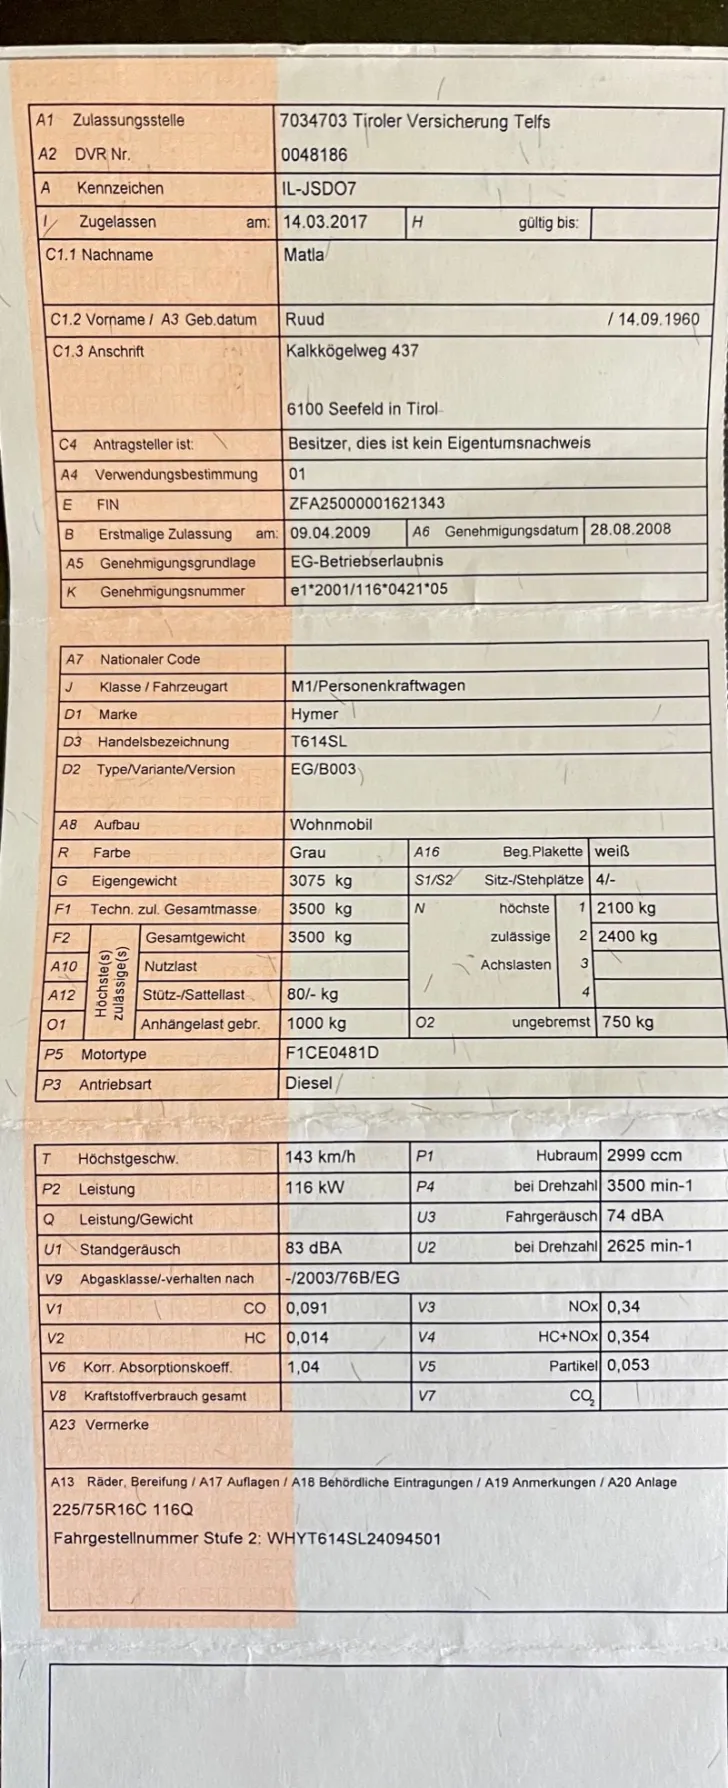 A1 Zulassungsstelle 7034703 Tiroler Versicherung Telfs
A2 DVR Nr. 0048186
A Kennzeichen IL-JSDO7
I Zugelassen am: 14.03.2017 H gültig bis:
C1.1 Nachname Matla
C1.2 Vorname / A3 Geb.datum Ruud / 14.09.1960
C1.3 Anschrift Kalkkögelweg 437
6100 Seefeld in Tirol
C4 Antragsteller ist: Besitzer, dies ist kein Eigentumsnachweis
A4 Verwendungsbestimmung 01
E FIN ZFA25000001621343
B Erstmalige Zulassung am: 09.04.2009 A6 Genehmigungsdatum 28.08.2008
A5 Genehmigungsgrundlage EG-Betriebserlaubnis
K Genehmigungsnummer e1*2001/116*0421*05
A7 Nationaler Code
J Klasse / Fahrzeugart M1/Personenkraftwagen
D1 Marke Hymer
D3 Handelsbezeichnung T614SL
D2 Type/Variante/Version EG/B003
A8 Aufbau Wohnmobil
R Farbe Grau A16 Beg.Plakette weiß
G Eigengewicht 3075 kg S1/S2 Sitz-/Stehplätze 4/-
F1 Techn. zul. Gesamtmasse 3500 kg N höchste 1 2100 kg
F2 Höchste(s) zulässige(s) Gesamtgewicht 3500 kg zulässige 2 2400 kg
A10 Nutzlast Achslasten 3
A12 Stütz-/Sattellast 80/- kg 4
O1 Anhängelast gebr. 1000 kg O2 ungebremst 750 kg
P5 Motortype F1CE0481D
P3 Antriebsart Diesel
T Höchstgeschw. 143 km/h P1 Hubraum 2999 ccm
P2 Leistung 116 kW P4 bei Drehzahl 3500 min-1
Q Leistung/Gewicht U3 Fahrgeräusch 74 dBA
U1 Standgeräusch 83 dBA U2 bei Drehzahl 2625 min-1
V9 Abgasklasse/-verhalten nach -/2003/76B/EG
V1 CO 0,091 V3 NOx 0,34
V2 HC 0,014 V4 HC+NOx 0,354
V6 Korr. Absorptionskoeff. 1,04 V5 Partikel 0,053
V8 Kraftstoffverbrauch gesamt V7 CO₂
A23 Vermerke
A13 Räder, Bereifung / A17 Auflagen / A18 Behördliche Eintragungen / A19 Anmerkungen / A20 Anlage
225/75R16C 116Q
Fahrgestellnummer Stufe 2: WHYT614SL24094501